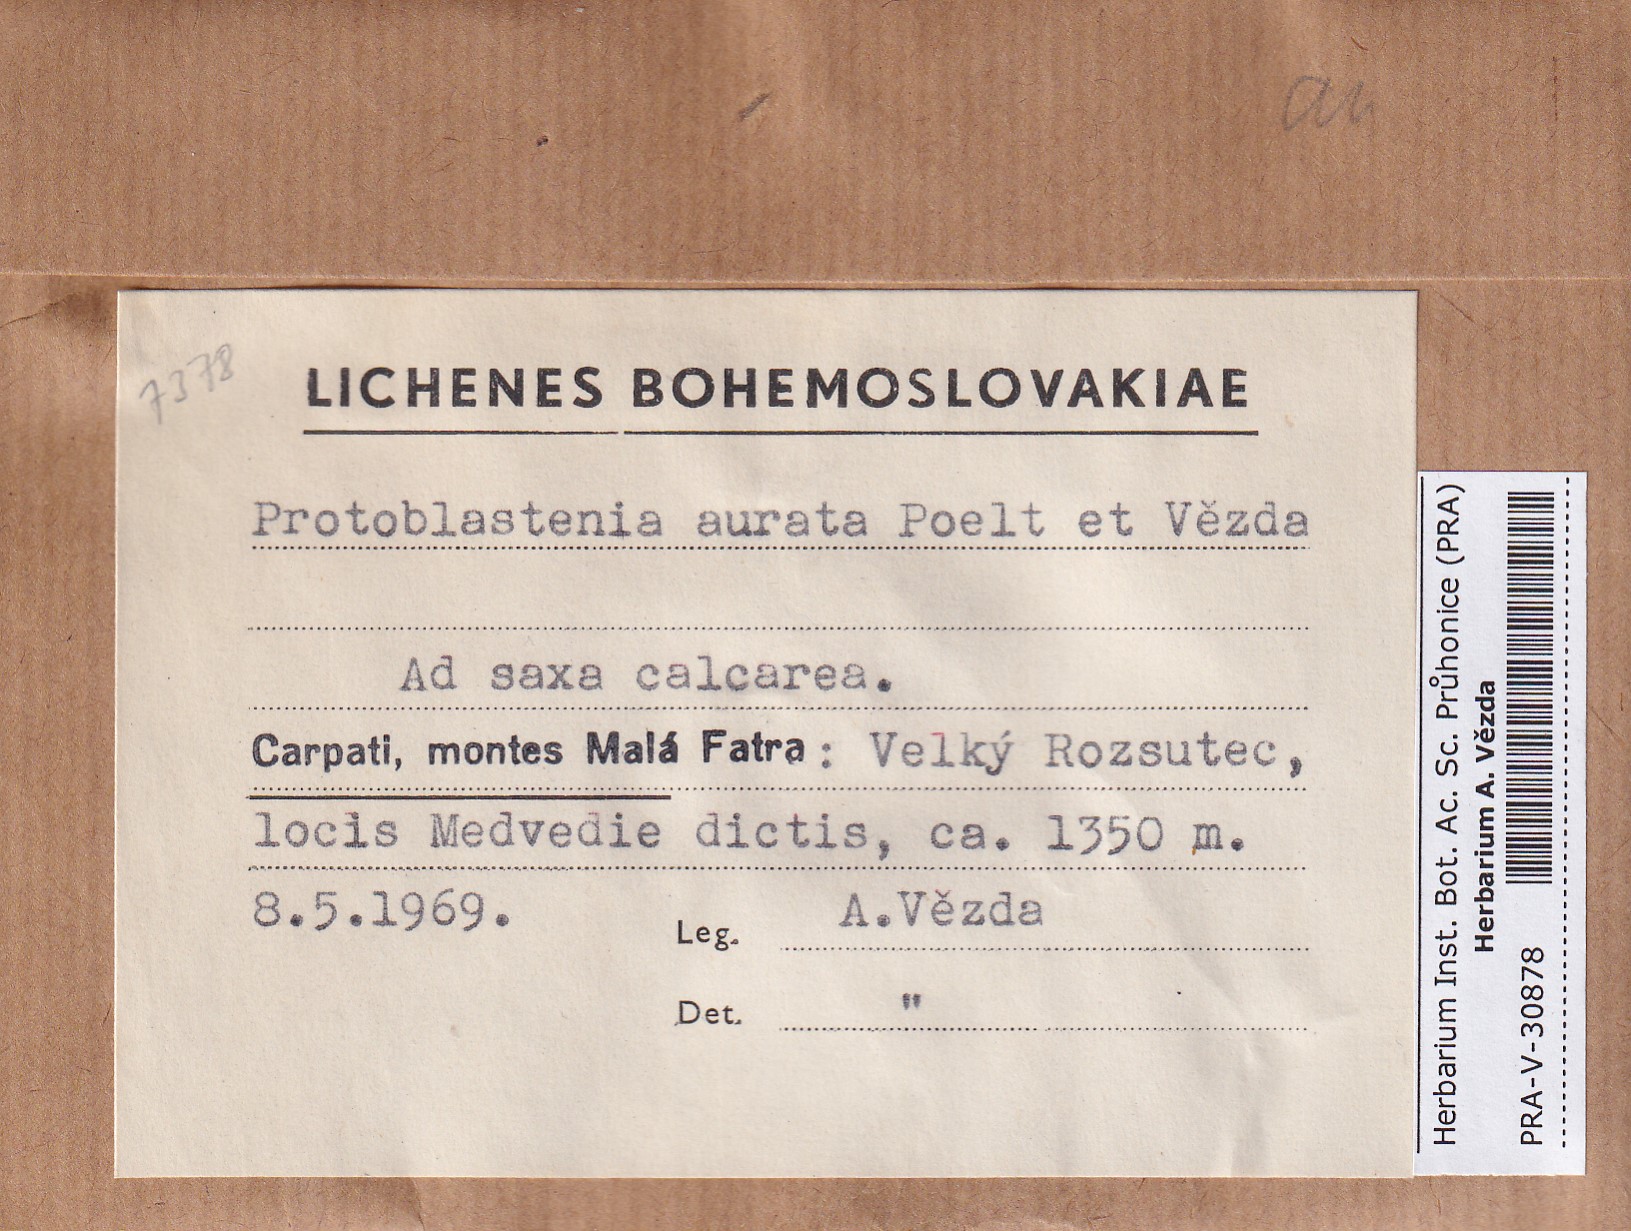 an
7378
LICHENES BOHEMOSLOVAKIAE
Protoblastenia aurata Poelt et Vězda
Ad saxa calcarea.
Carpati, montes Malá Fatra: Velký Rozsutec,
locis Medvedie dictis, ca. 1350 m.
8.5.1969.
Leg. A.Vězda
Det. "
Herbarium Inst. Bot. Ac. Sc. Průhonice (PRA)
Herbarium A. Vězda
PRA-V-30878